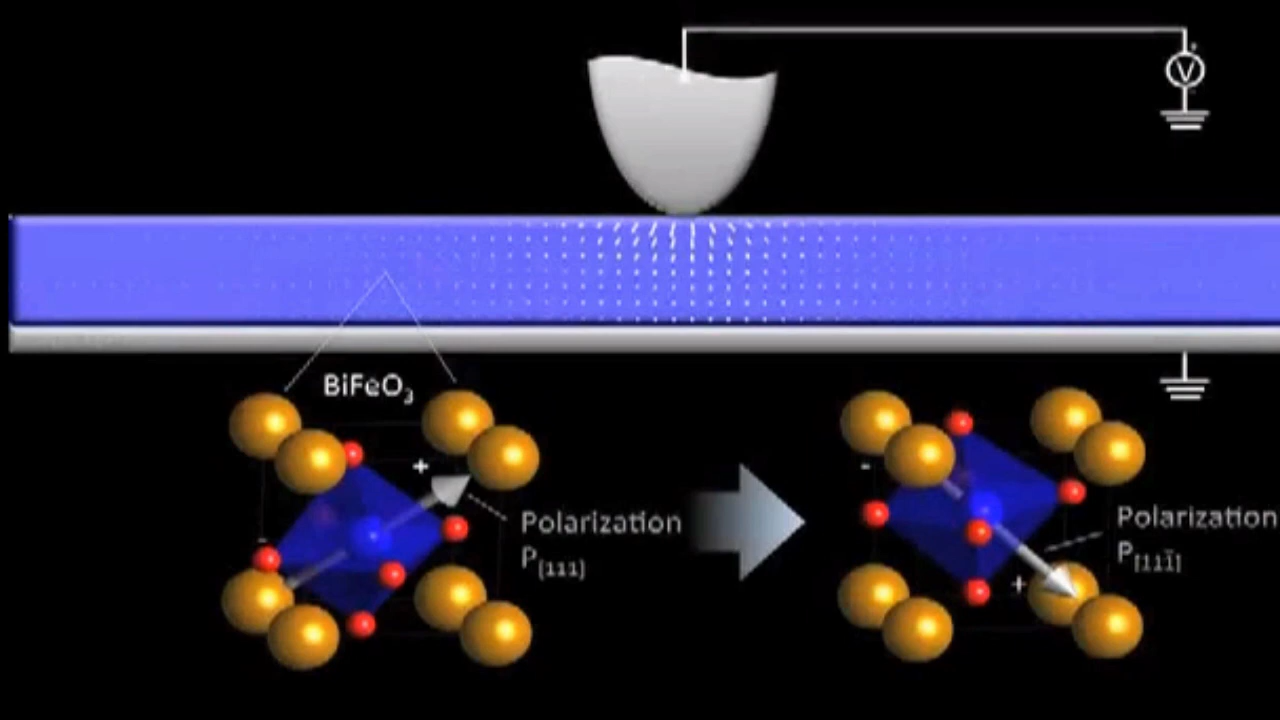 V
BiFeO₃
+
-
Polarization
P[111]
-
+
Polarization
P[111̅]